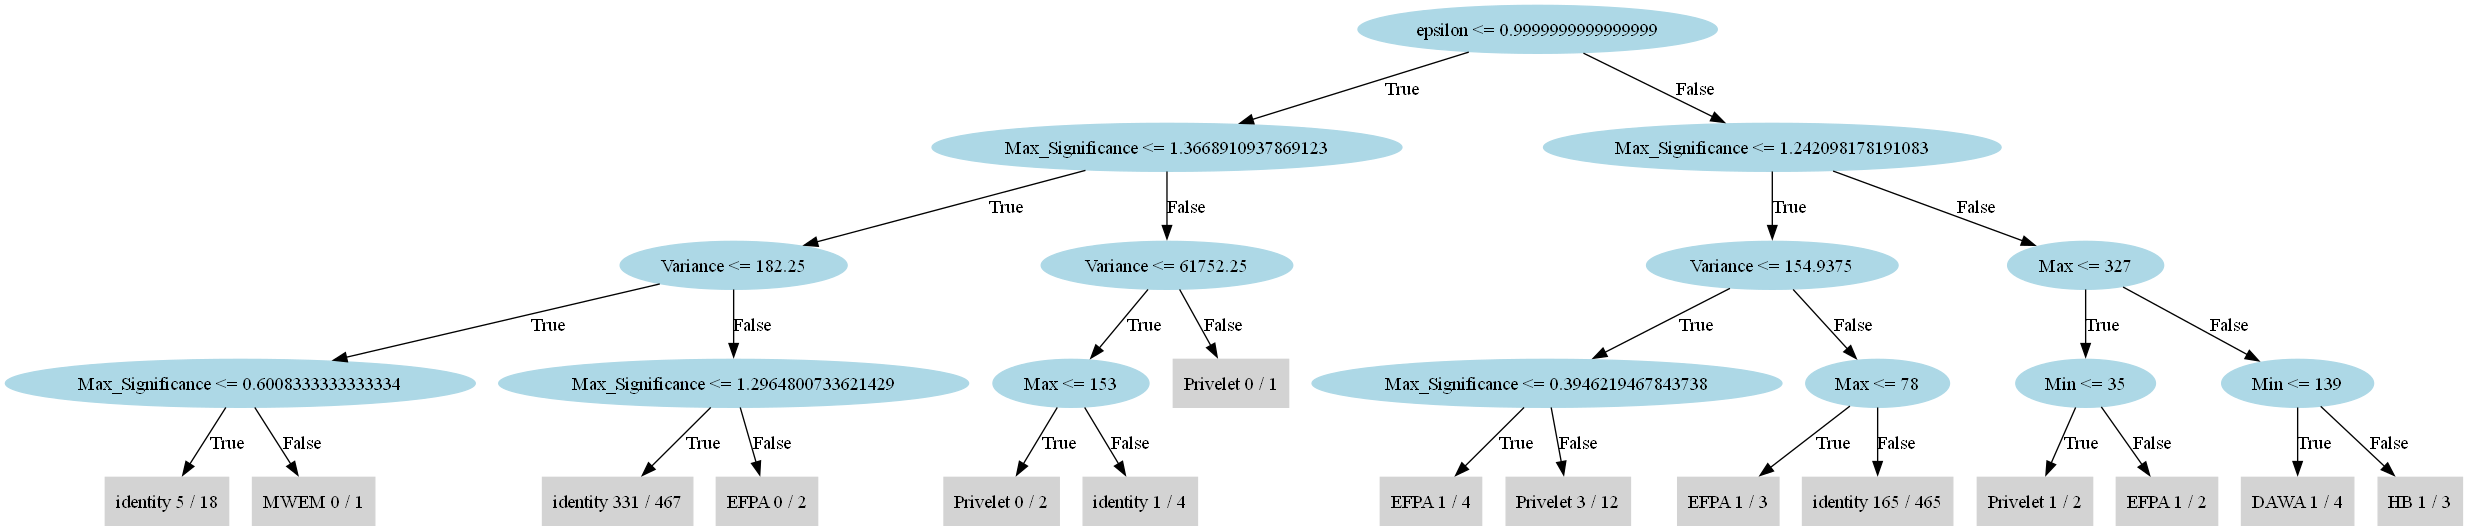 epsilon <= 0.9999999999999999
True
False
Max_Significance <= 1.3668910937869123
Max_Significance <= 1.242098178191083
True
False
True
False
Variance <= 182.25
Variance <= 61752.25
Variance <= 154.9375
Max <= 327
True
False
True
False
True
False
True
False
Max_Significance <= 0.6008333333333334
Max_Significance <= 1.2964800733621429
Max <= 153
Privelet 0 / 1
Max_Significance <= 0.3946219467843738
Max <= 78
Min <= 35
Min <= 139
True
False
True
False
True
False
True
False
True
False
True
False
True
False
identity 5 / 18
MWEM 0 / 1
identity 331 / 467
EFPA 0 / 2
Privelet 0 / 2
identity 1 / 4
EFPA 1 / 4
Privelet 3 / 12
EFPA 1 / 3
identity 165 / 465
Privelet 1 / 2
EFPA 1 / 2
DAWA 1 / 4
HB 1 / 3